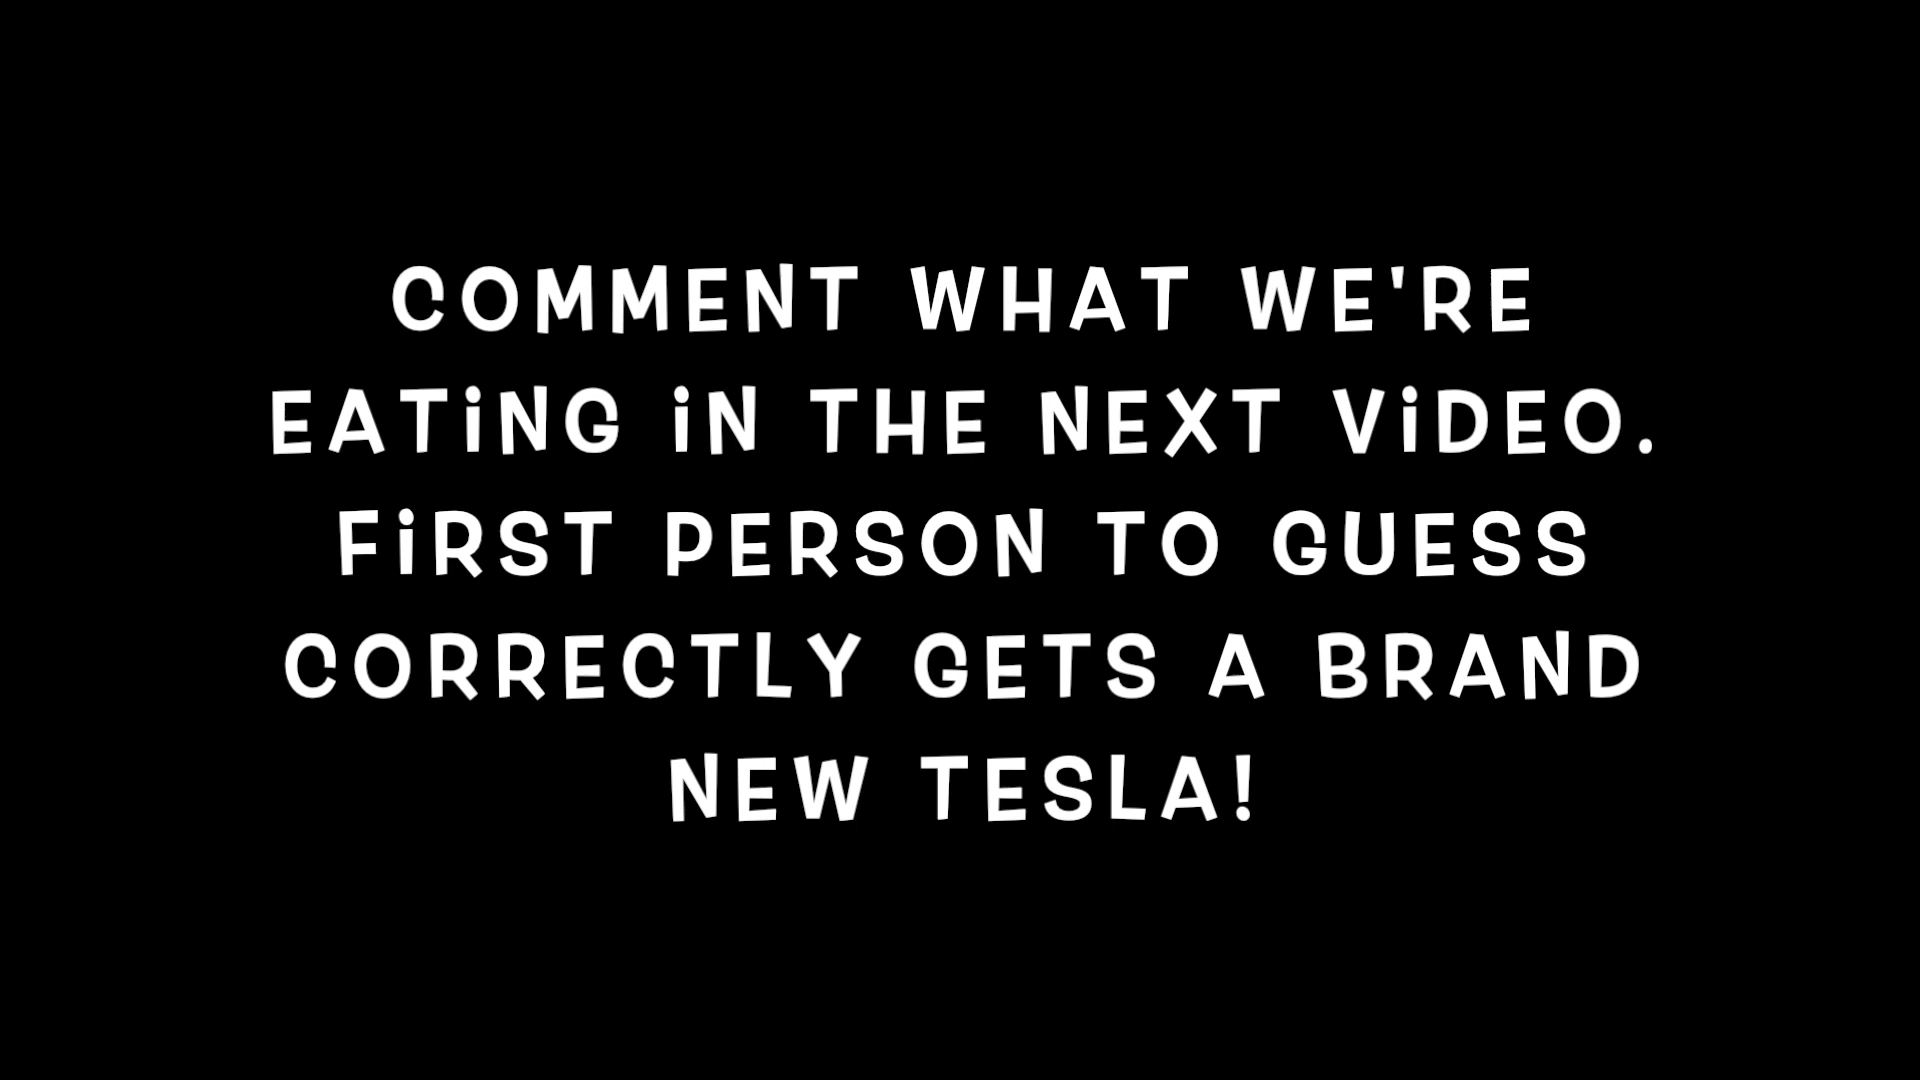 COMMENT WHAT WE'RE
EATiNG iN THE NEXT ViDEO.
FiRST PERSON TO GUESS
CORRECTLY GETS A BRAND
NEW TESLA!